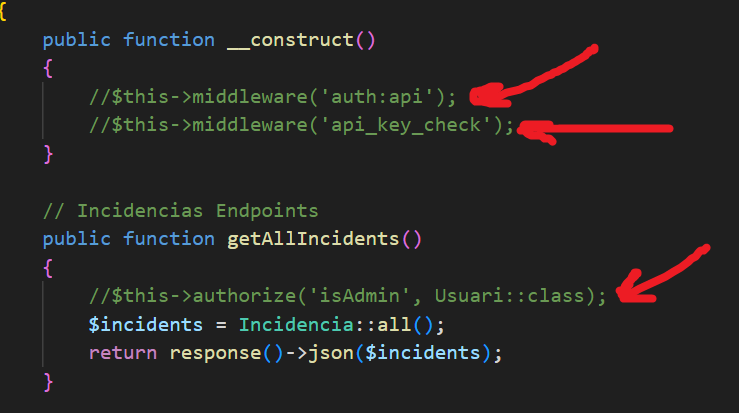 {
public function __construct()
{
//$this->middleware('auth:api');
//$this->middleware('api_key_check');
}
// Incidencias Endpoints
public function getAllIncidents()
{
//$this->authorize('isAdmin', Usuari::class);
$incidents = Incidencia::all();
return response()->json($incidents);
}